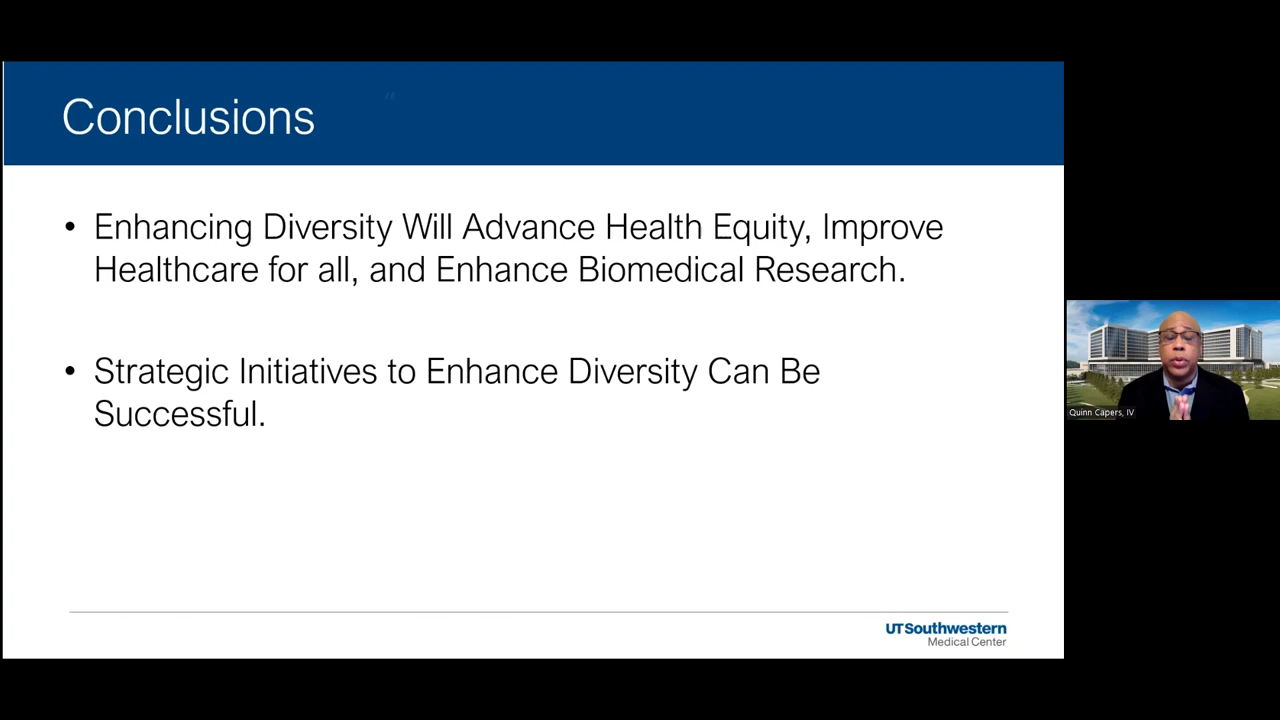 Conclusions
“
• Enhancing Diversity Will Advance Health Equity, Improve
Healthcare for all, and Enhance Biomedical Research.
• Strategic Initiatives to Enhance Diversity Can Be
Successful.
Quinn Capers, IV
UTSouthwestern
Medical Center